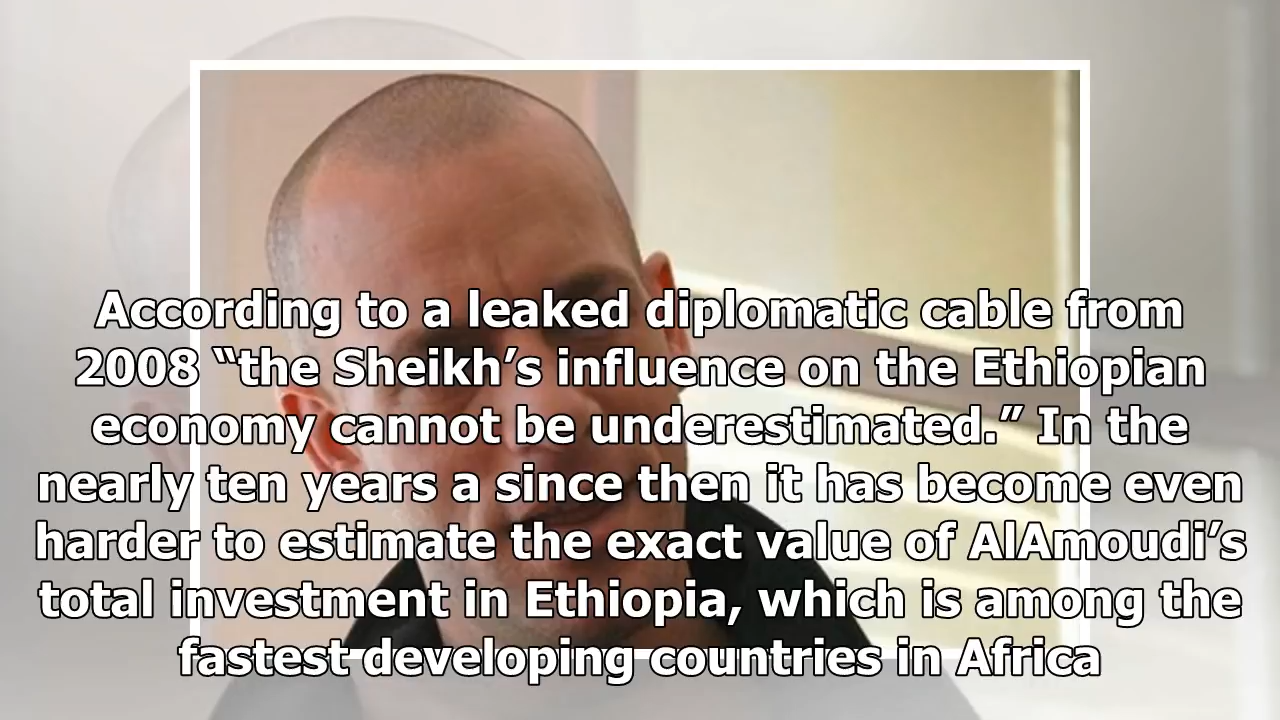 According to a leaked diplomatic cable from
2008 “the Sheikh’s influence on the Ethiopian
economy cannot be underestimated.” In the
nearly ten years a since then it has become even
harder to estimate the exact value of AlAmoudi’s
total investment in Ethiopia, which is among the
fastest developing countries in Africa